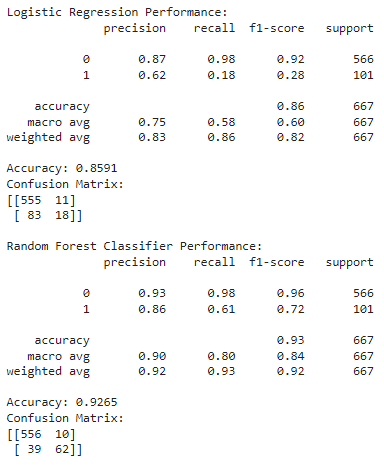 Logistic Regression Performance:
              precision    recall  f1-score   support

           0       0.87      0.98      0.92       566
           1       0.62      0.18      0.28       101

    accuracy                           0.86       667
   macro avg       0.75      0.58      0.60       667
weighted avg       0.83      0.86      0.82       667

Accuracy: 0.8591
Confusion Matrix:
[[555  11]
 [ 83  18]]

Random Forest Classifier Performance:
              precision    recall  f1-score   support

           0       0.93      0.98      0.96       566
           1       0.86      0.61      0.72       101

    accuracy                           0.93       667
   macro avg       0.90      0.80      0.84       667
weighted avg       0.92      0.93      0.92       667

Accuracy: 0.9265
Confusion Matrix:
[[556  10]
 [ 39  62]]